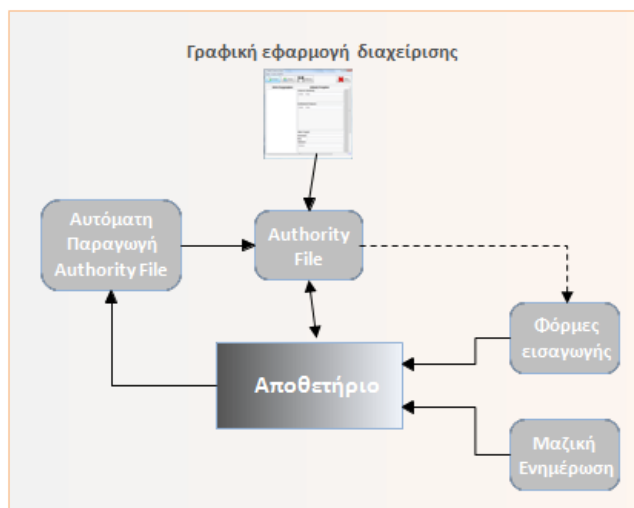 Γραφική εφαρμογή διαχείρισης
Αυτόματη
Παραγωγή
Authority File
Authority
File
Φόρμες
εισαγωγής
Αποθετήριο
Μαζική
Ενημέρωση